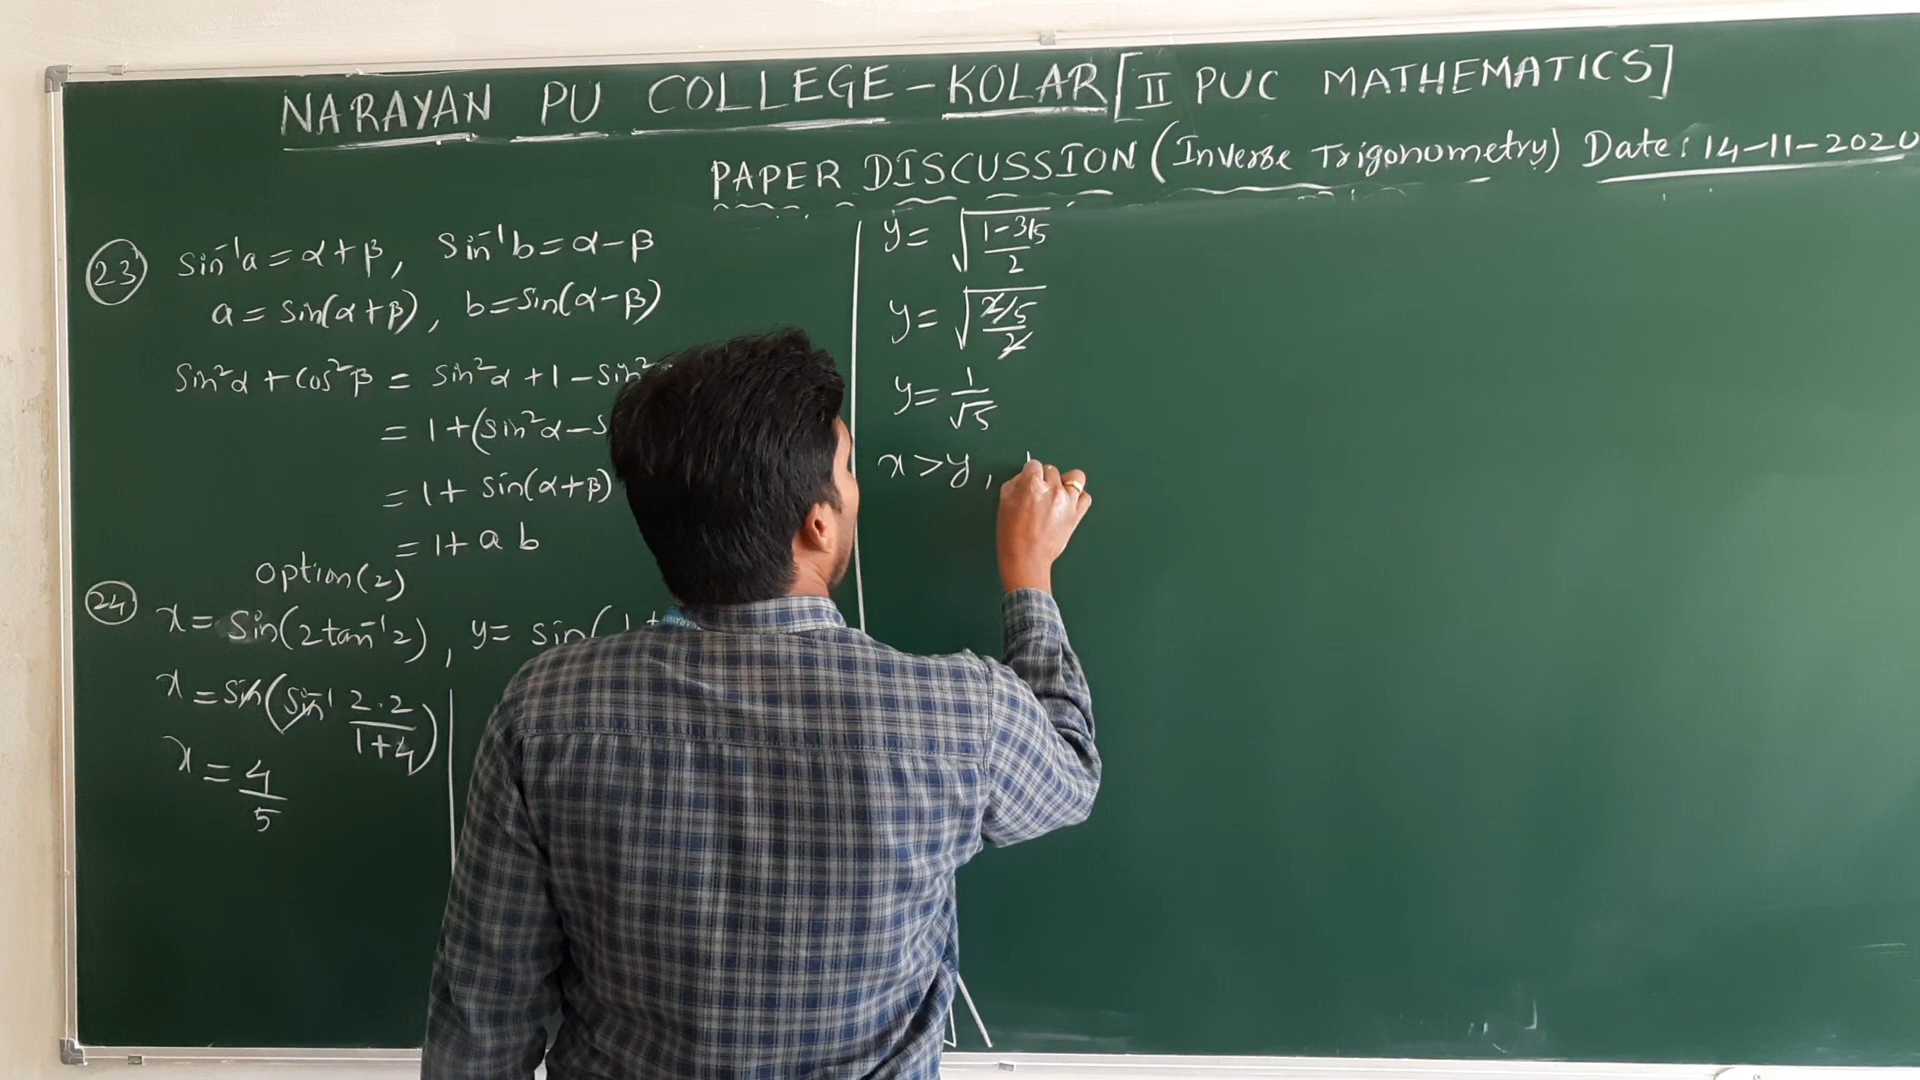 NARAYAN PU COLLEGE - KOLAR [II PUC MATHEMATICS]
PAPER DISCUSSION (Inverse Trigonometry) Date: 14-11-2020
(23) sin⁻¹a = α+β, sin⁻¹b = α-β
a = sin(α+β), b = sin(α-β)
sin²α + cos²β = sin²α + 1 - sin²
= 1 + (sin²α - s
= 1 + sin(α+β)
= 1 + a b
option(2)
(24) x = sin(2tan⁻¹2), y = sin(
x = sin(sin⁻¹ 2·2/1+4)
x = 4/5
y = √((1-3/5)/2)
y = √((2/5)/2)
y = 1/√5
x > y,